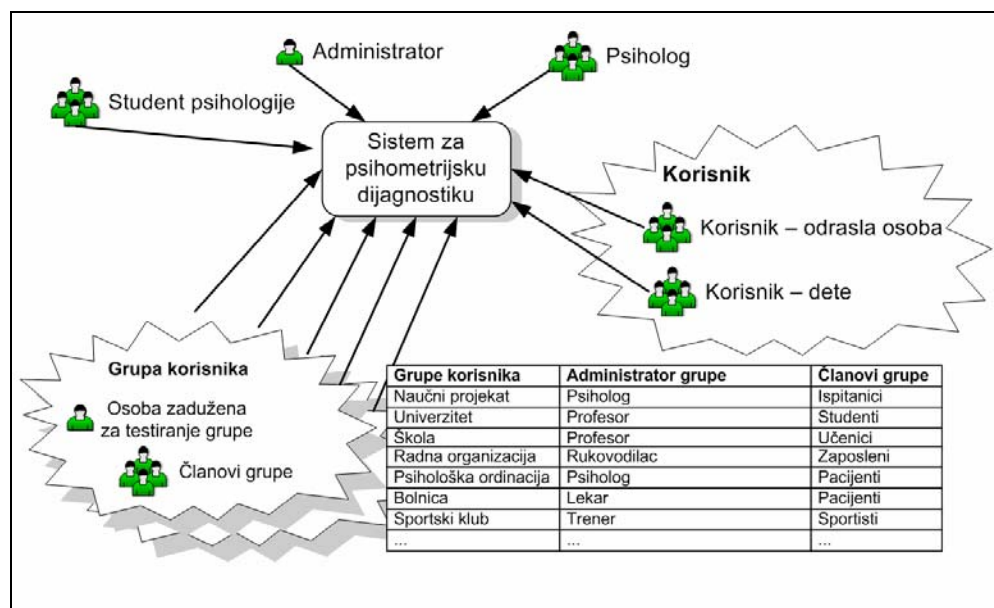 Administrator
Psiholog
Student psihologije
Sistem za
psihometrijsku
dijagnostiku
Korisnik
Korisnik – odrasla osoba
Korisnik – dete
Grupa korisnika
Osoba zadužena
za testiranje grupe
Članovi grupe
Grupe korisnika Administrator grupe Članovi grupe
Naučni projekat Psiholog Ispitanici
Univerzitet Profesor Studenti
Škola Profesor Učenici
Radna organizacija Rukovodilac Zaposleni
Psihološka ordinacija Psiholog Pacijenti
Bolnica Lekar Pacijenti
Sportski klub Trener Sportisti
... ... ...